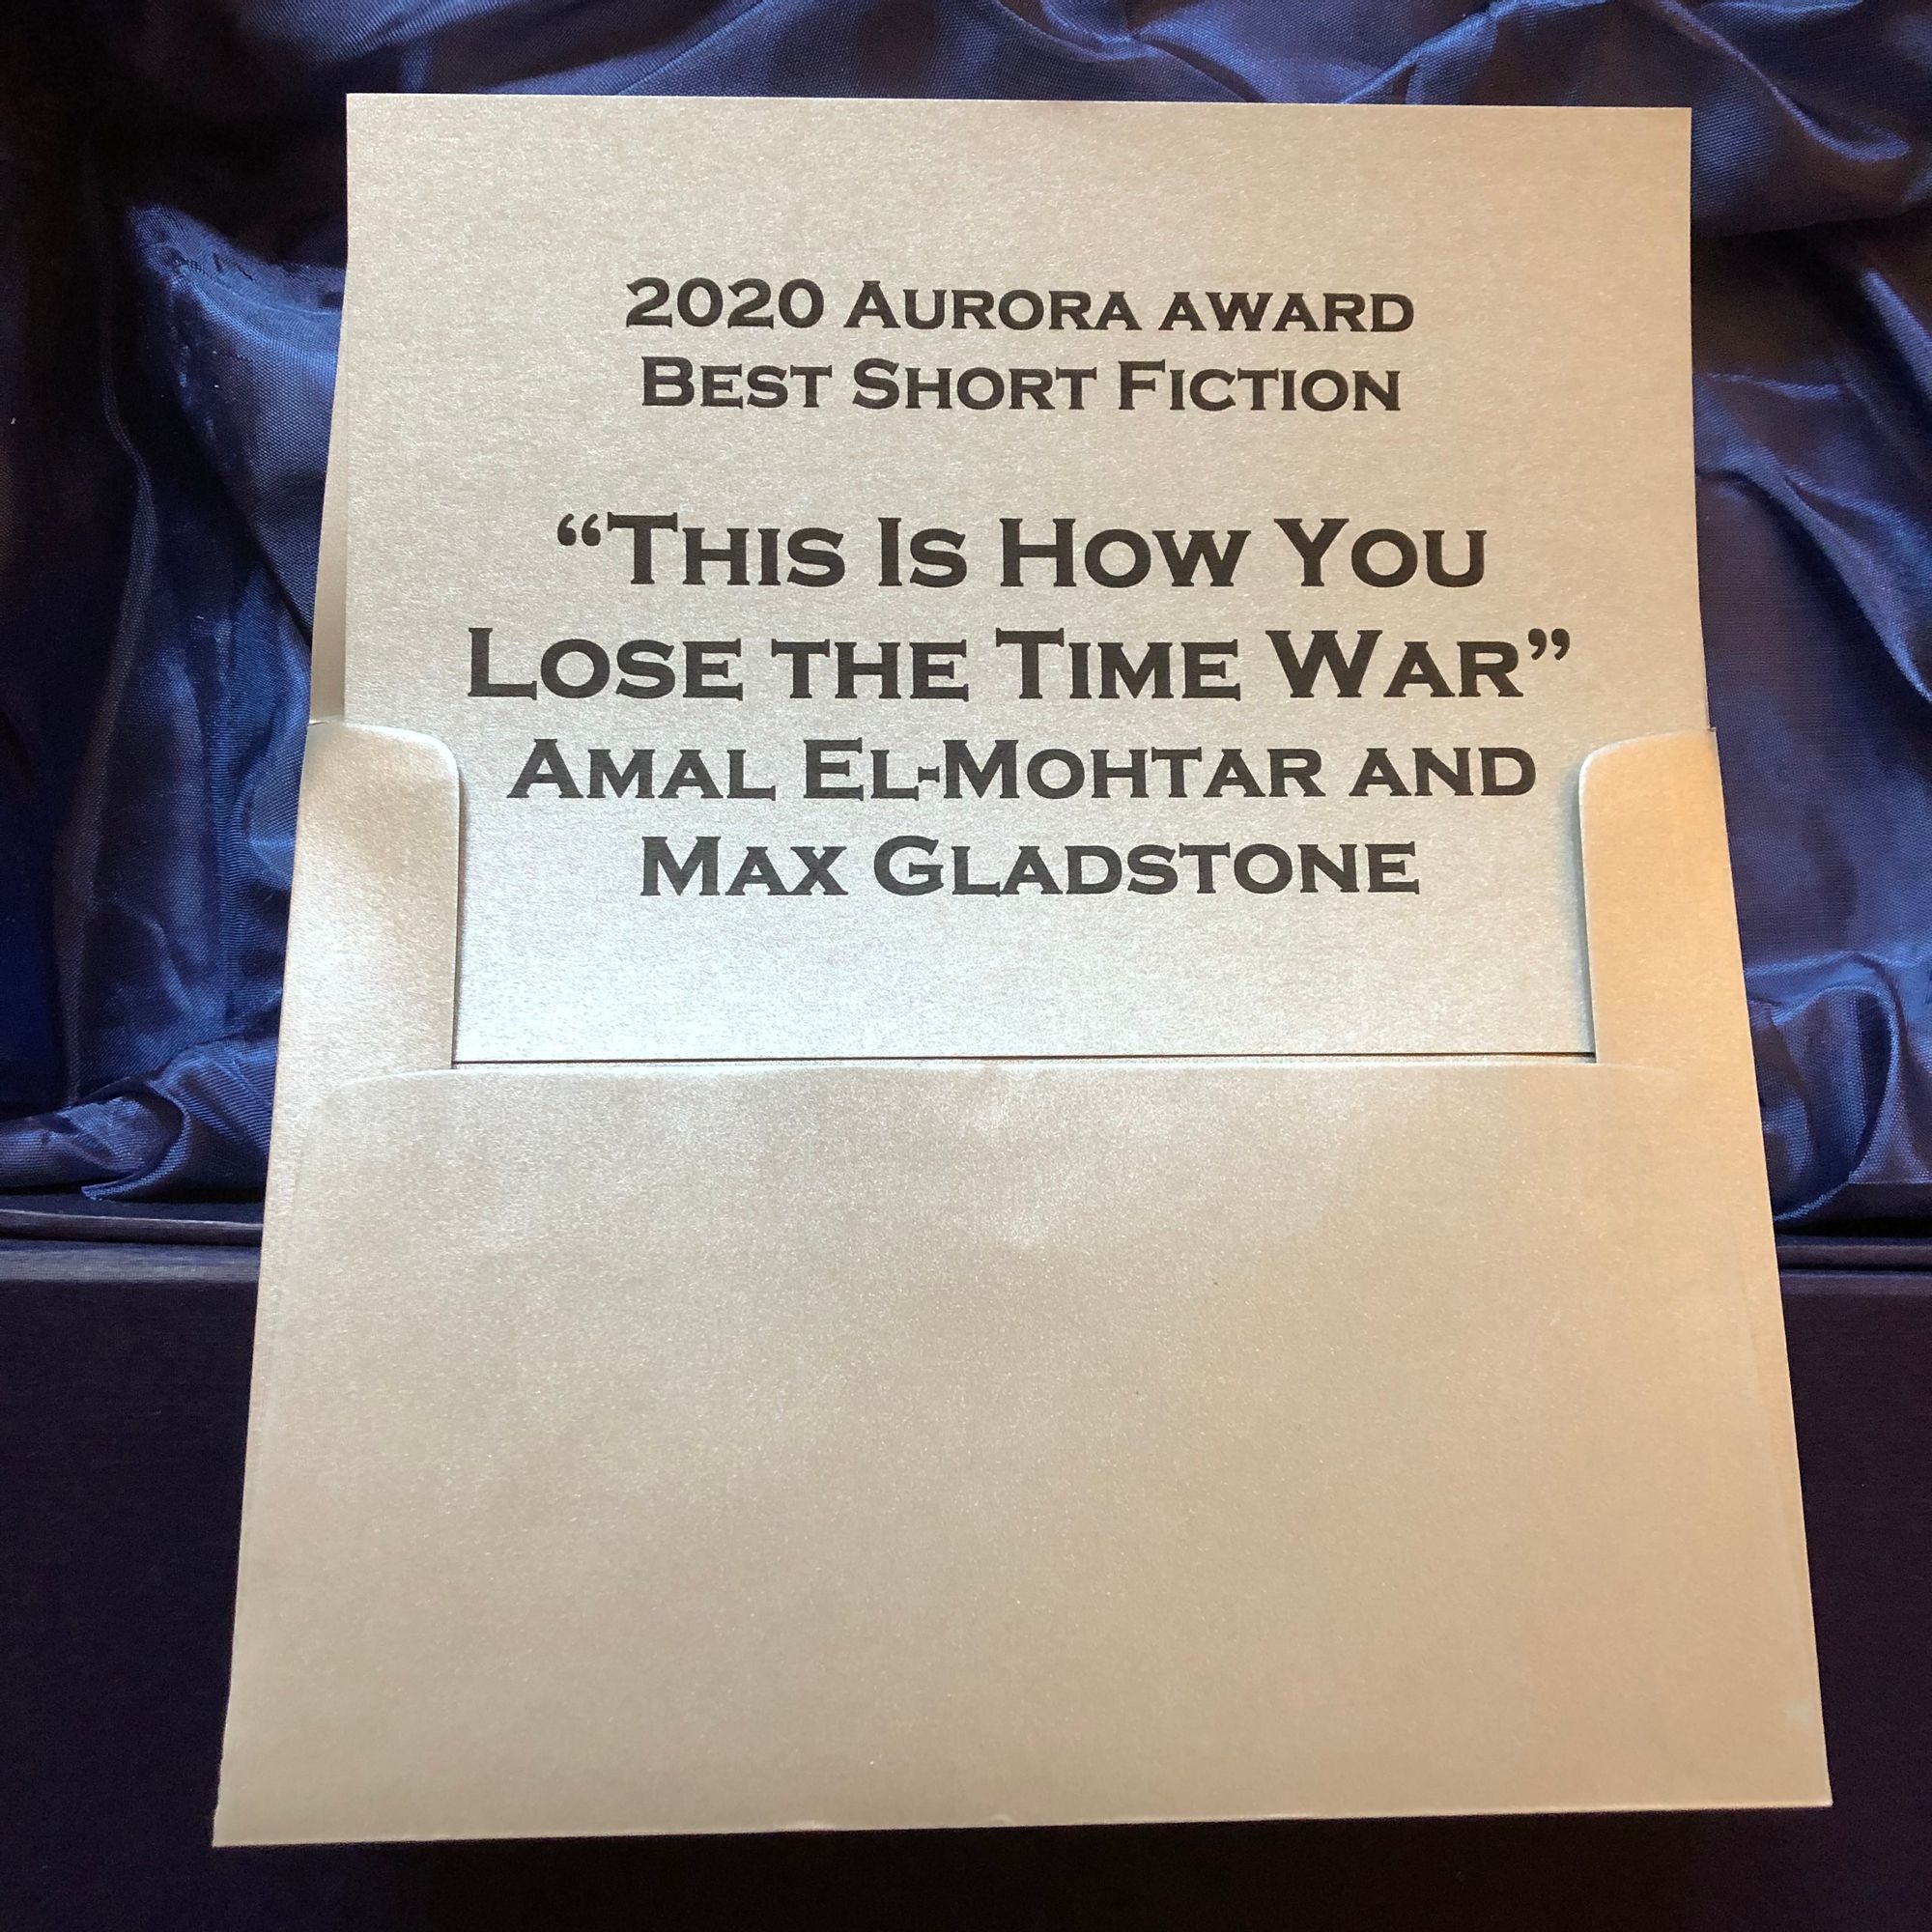 2020 Aurora award
Best Short Fiction
“This Is How You
Lose the Time War”
Amal El-Mohtar and
Max Gladstone